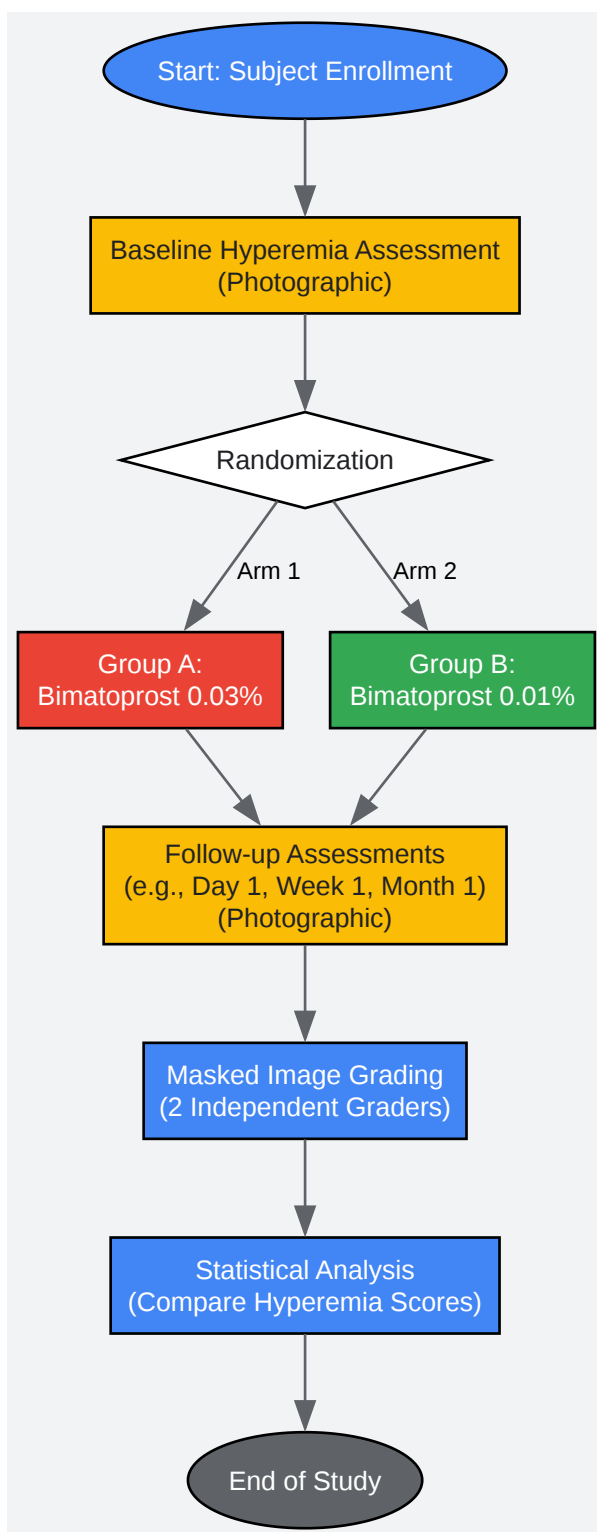 Start: Subject Enrollment
Baseline Hyperemia Assessment
(Photographic)
Randomization
Arm 1
Arm 2
Group A:
Bimatoprost 0.03%
Group B:
Bimatoprost 0.01%
Follow-up Assessments
(e.g., Day 1, Week 1, Month 1)
(Photographic)
Masked Image Grading
(2 Independent Graders)
Statistical Analysis
(Compare Hyperemia Scores)
End of Study